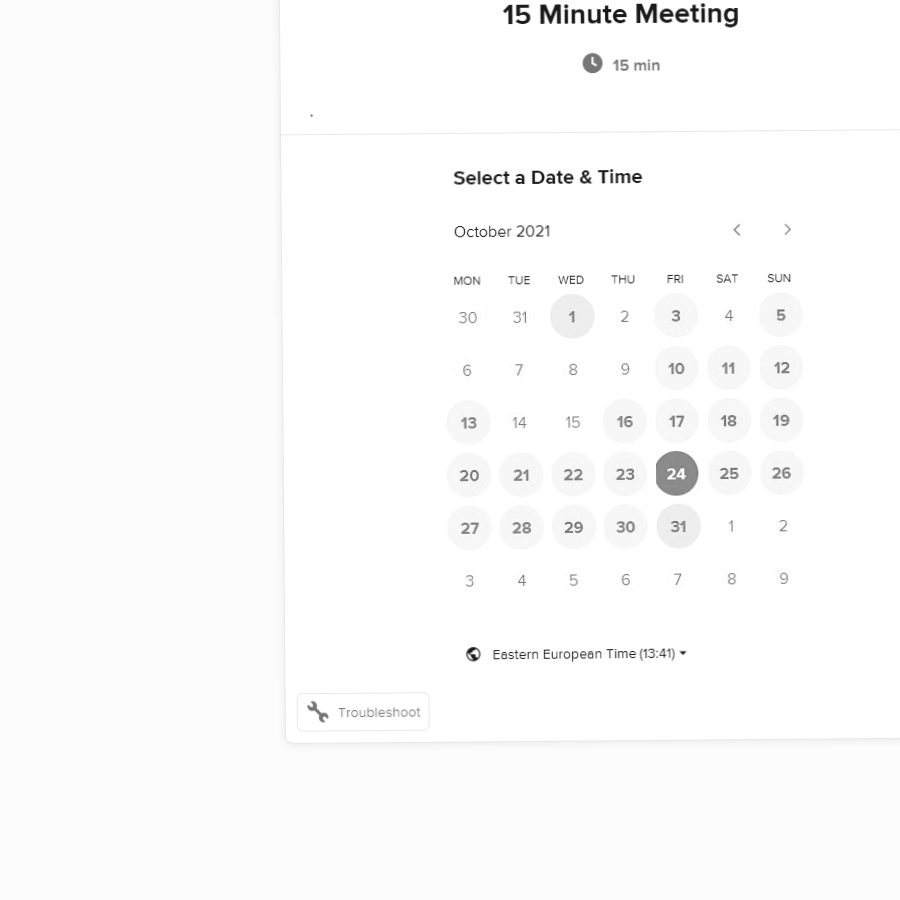 15 Minute Meeting
15 min
.
Select a Date & Time
October 2021
MON TUE WED THU FRI SAT SUN
30 31 1 2 3 4 5
6 7 8 9 10 11 12
13 14 15 16 17 18 19
20 21 22 23 24 25 26
27 28 29 30 31 1 2
3 4 5 6 7 8 9
Eastern European Time (13:41)
Troubleshoot